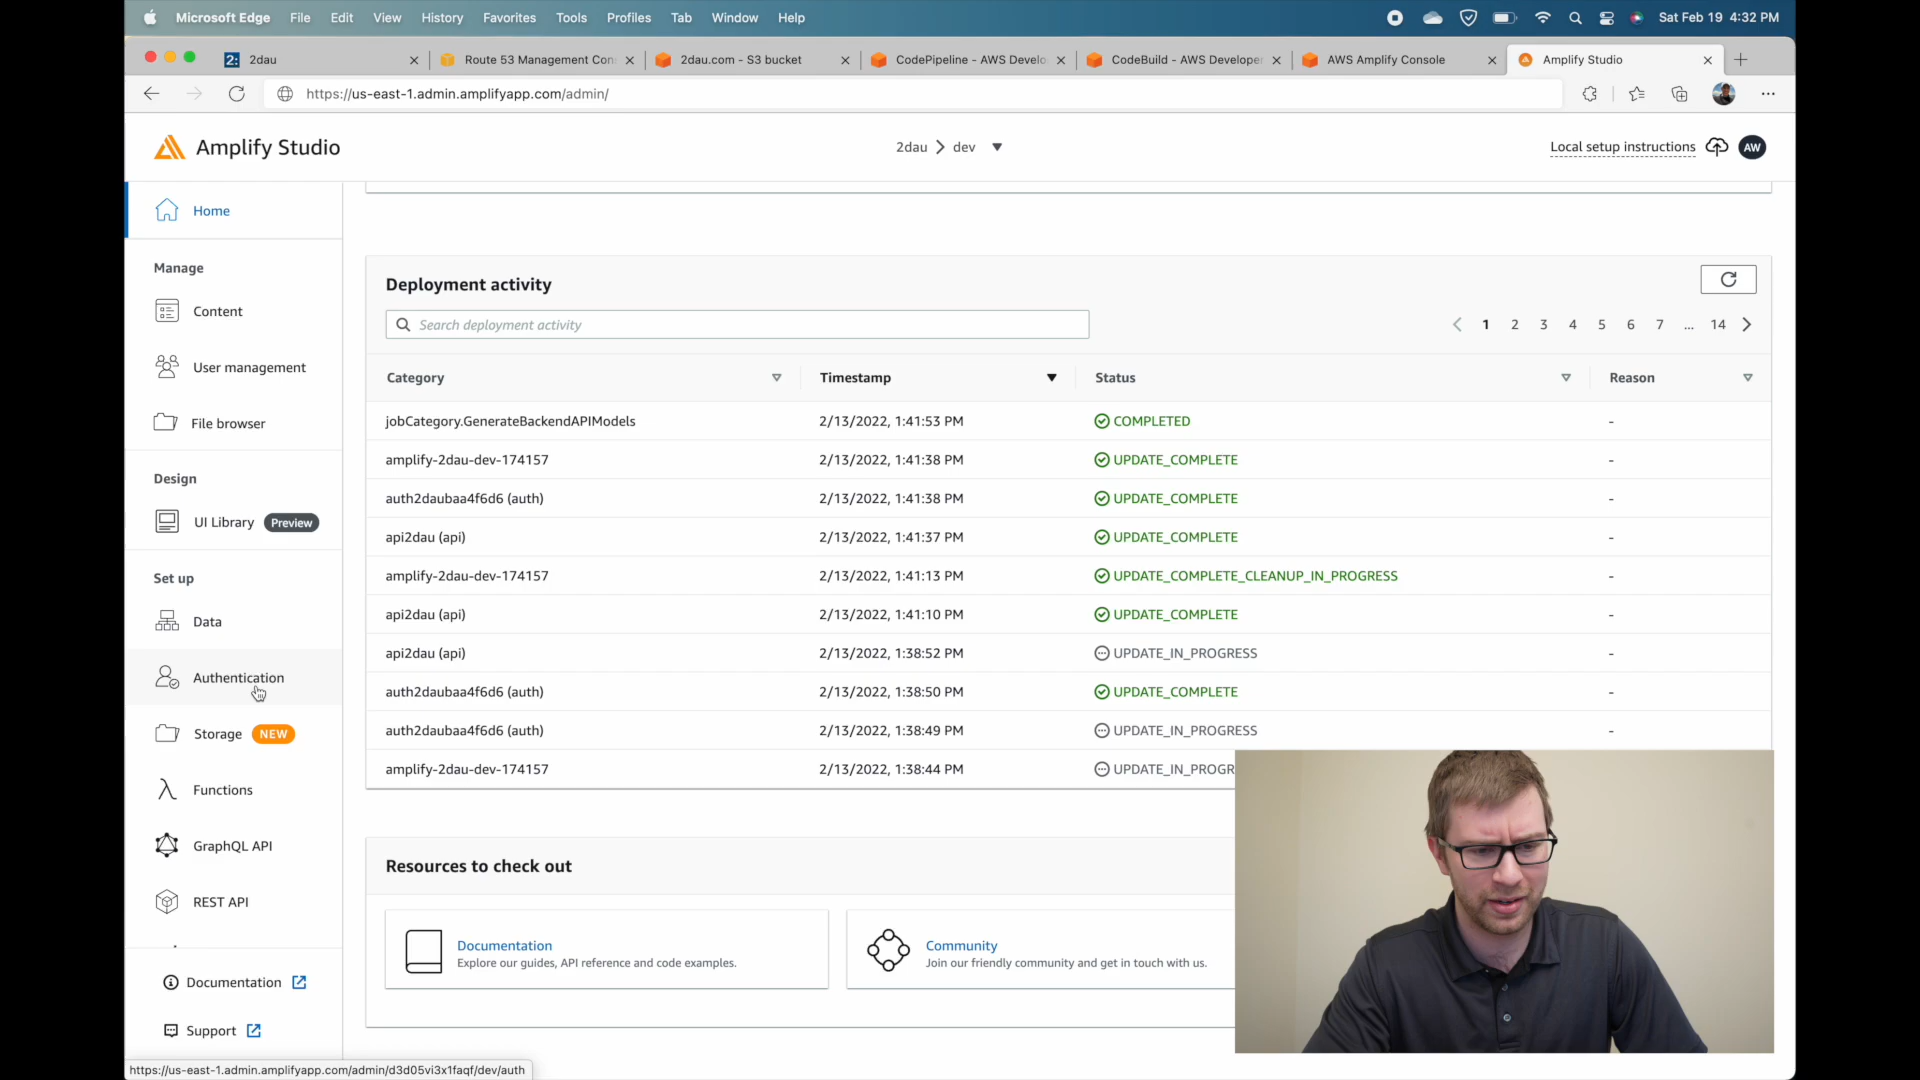 Microsoft Edge File Edit View History Favorites Tools Profiles Tab Window Help Sat Feb 19 4:32 PM
2: 2dau Route 53 Management Con 2dau.com - S3 bucket CodePipeline - AWS Develo CodeBuild - AWS Developer AWS Amplify Console Amplify Studio
https://us-east-1.admin.amplifyapp.com/admin/
Amplify Studio 2dau > dev Local setup instructions AW
Home
Manage
Content
User management
File browser
Design
UI Library Preview
Set up
Data
Authentication
Storage NEW
Functions
GraphQL API
REST API
Documentation
Support
Deployment activity
Search deployment activity
1 2 3 4 5 6 7 ... 14
Category Timestamp Status Reason
jobCategory.GenerateBackendAPIModels 2/13/2022, 1:41:53 PM COMPLETED -
amplify-2dau-dev-174157 2/13/2022, 1:41:38 PM UPDATE_COMPLETE -
auth2daubaa4f6d6 (auth) 2/13/2022, 1:41:38 PM UPDATE_COMPLETE -
api2dau (api) 2/13/2022, 1:41:37 PM UPDATE_COMPLETE -
amplify-2dau-dev-174157 2/13/2022, 1:41:13 PM UPDATE_COMPLETE_CLEANUP_IN_PROGRESS -
api2dau (api) 2/13/2022, 1:41:10 PM UPDATE_COMPLETE -
api2dau (api) 2/13/2022, 1:38:52 PM UPDATE_IN_PROGRESS -
auth2daubaa4f6d6 (auth) 2/13/2022, 1:38:50 PM UPDATE_COMPLETE -
auth2daubaa4f6d6 (auth) 2/13/2022, 1:38:49 PM UPDATE_IN_PROGRESS -
amplify-2dau-dev-174157 2/13/2022, 1:38:44 PM UPDATE_IN_PROGR
Resources to check out
Documentation
Explore our guides, API reference and code examples.
Community
Join our friendly community and get in touch with us.
https://us-east-1.admin.amplifyapp.com/admin/d3d05vi3x1faqf/dev/auth